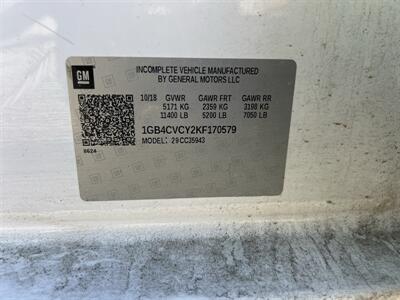 GM
INCOMPLETE VEHICLE MANUFACTURED
BY GENERAL MOTORS LLC
10/18 GVWR GAWR FRT GAWR RR
5171 KG 2359 KG 3198 KG
11400 LB 5200 LB 7050 LB
1GB4CVCY2KF170579
MODEL: 29 CC35943
8624